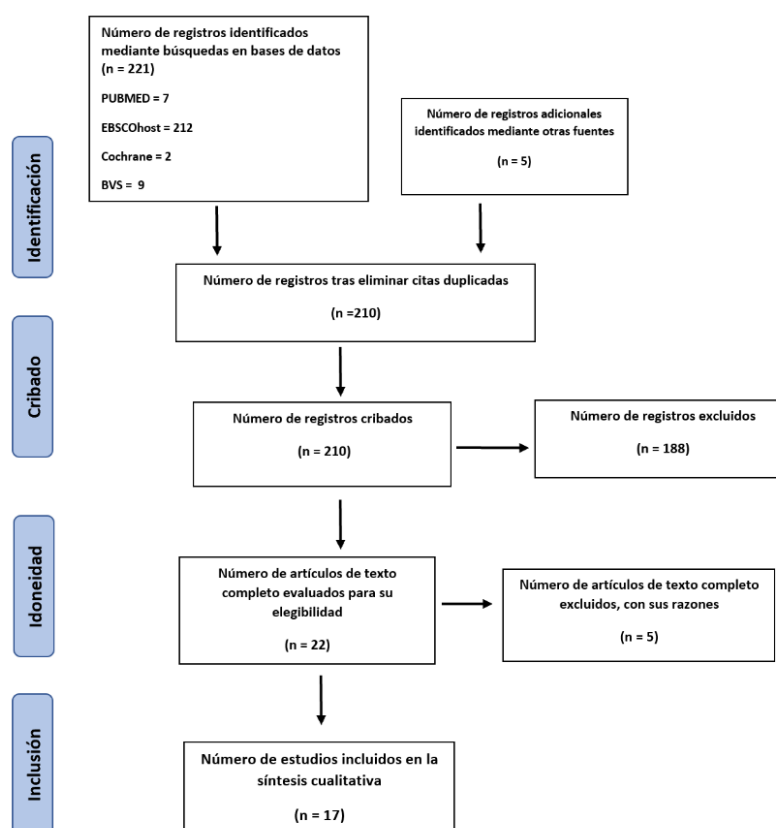 Número de registros identificados
mediante búsquedas en bases de datos
(n = 221)
PUBMED = 7
EBSCOhost = 212
Cochrane = 2
BVS = 9
Número de registros adicionales
identificados mediante otras fuentes
(n = 5)
Identificación
Número de registros tras eliminar citas duplicadas
(n =210)
Cribado
Número de registros cribados
(n = 210)
Número de registros excluidos
(n = 188)
Idoneidad
Número de artículos de texto
completo evaluados para su
elegibilidad
(n = 22)
Número de artículos de texto completo
excluidos, con sus razones
(n = 5)
Inclusión
Número de estudios incluidos en la
síntesis cualitativa
(n = 17)